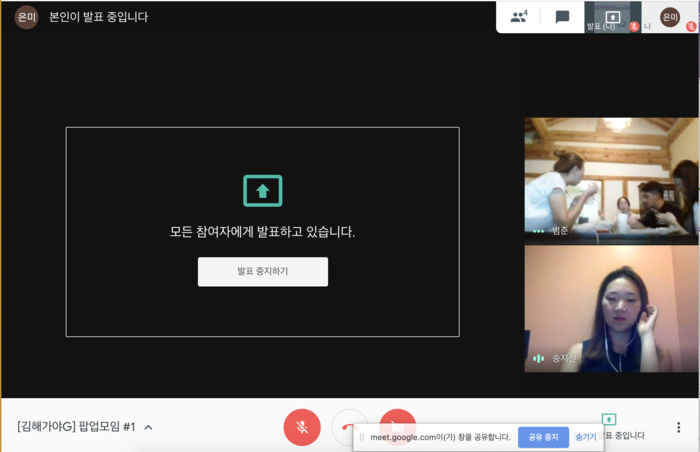 은미
본인이 발표 중입니다
4
발표 (나)
나
은미
모든 참여자에게 발표하고 있습니다.
발표 중지하기
범준
송지선
[김해가야G] 팝업모임 #1
meet.google.com이(가) 창을 공유합니다.
공유 중지
숨기기
발표 중입니다